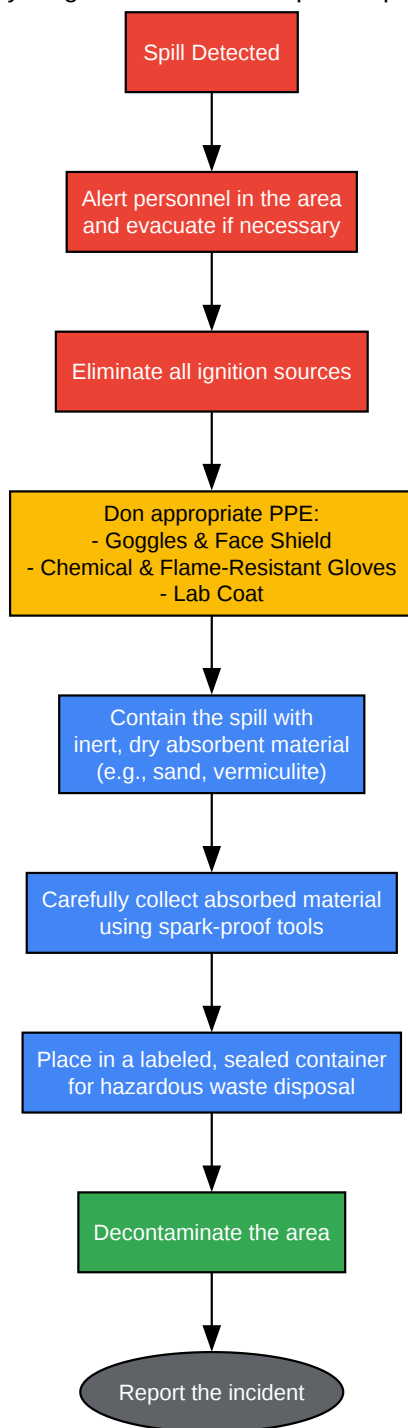 Spill Detected
Alert personnel in the area
and evacuate if necessary
Eliminate all ignition sources
Don appropriate PPE:
- Goggles & Face Shield
- Chemical & Flame-Resistant Gloves
- Lab Coat
Contain the spill with
inert, dry absorbent material
(e.g., sand, vermiculite)
Carefully collect absorbed material
using spark-proof tools
Place in a labeled, sealed container
for hazardous waste disposal
Decontaminate the area
Report the incident